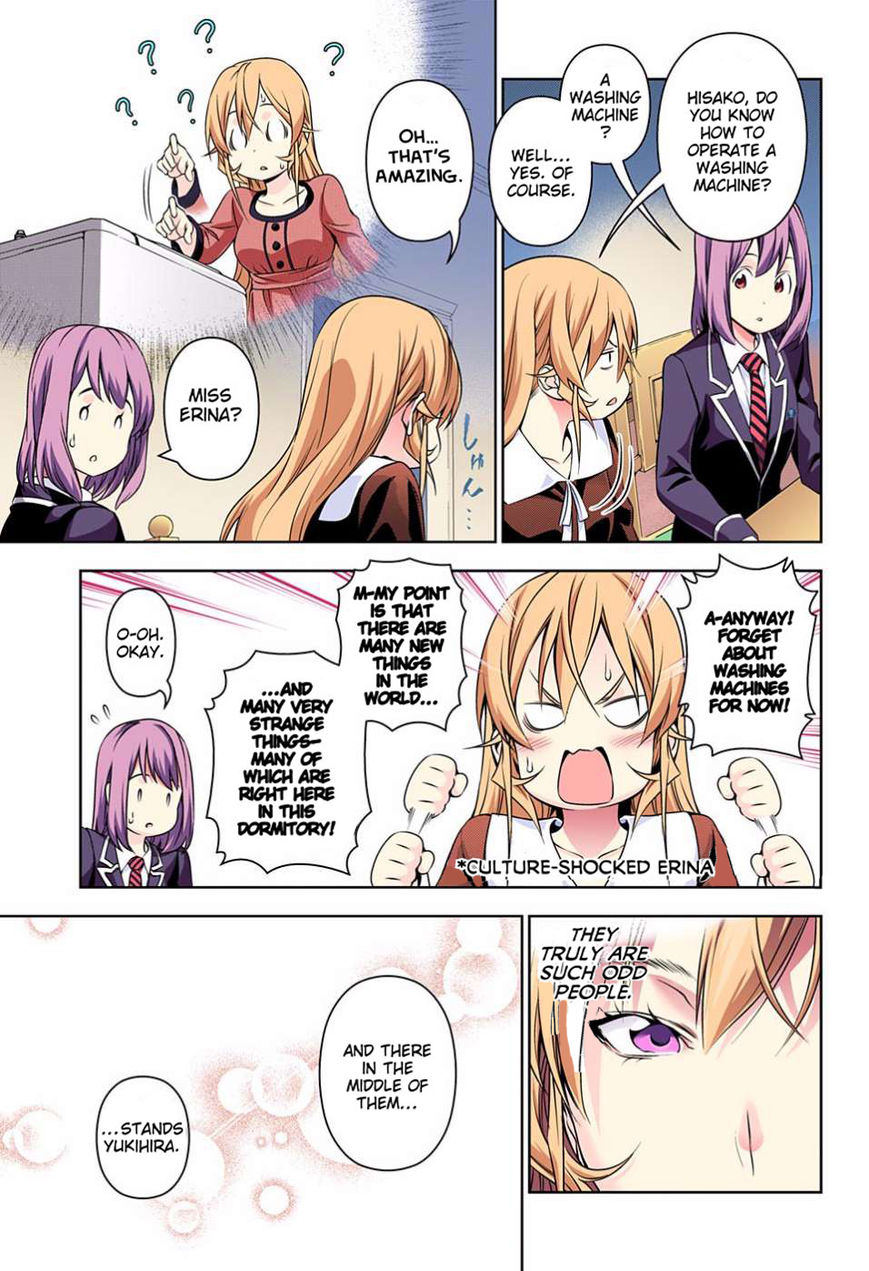 HISAKO, DO
YOU KNOW
HOW TO
OPERATE A
WASHING
MACHINE?
A
WASHING
MACHINE
?
WELL...
YES. OF
COURSE.
OH...
THAT'S
AMAZING.
?
?
?
?
?
?
しゅん…
MISS
ERINA?
A-ANYWAY!
FORGET
ABOUT
WASHING
MACHINES
FOR NOW!
M-MY POINT
IS THAT
THERE ARE
MANY NEW
THINGS
IN THE
WORLD...
...AND
MANY VERY
STRANGE
THINGS—
MANY OF
WHICH ARE
RIGHT HERE
IN THIS
DORMITORY!
O-OH.
OKAY.
*CULTURE-SHOCKED ERINA
THEY
TRULY ARE
SUCH ODD
PEOPLE.
AND THERE
IN THE
MIDDLE OF
THEM...
...STANDS
YUKIHIRA.